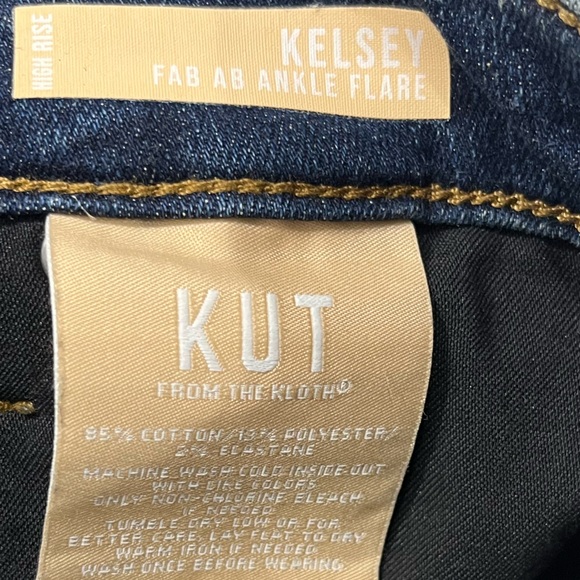 HIGH RISE
KELSEY
FAB AB ANKLE FLARE
KUT
FROM THE KLOTH®
85% COTTON/13% POLYESTER/
2% ELASTANE
MACHINE WASH COLD INSIDE OUT
WITH LIKE COLORS
ONLY NON-CHLORINE BLEACH
IF NEEDED
TUMBLE DRY LOW OR FOR
BETTER CARE, LAY FLAT TO DRY
WARM IRON IF NEEDED
WASH ONCE BEFORE WEARING